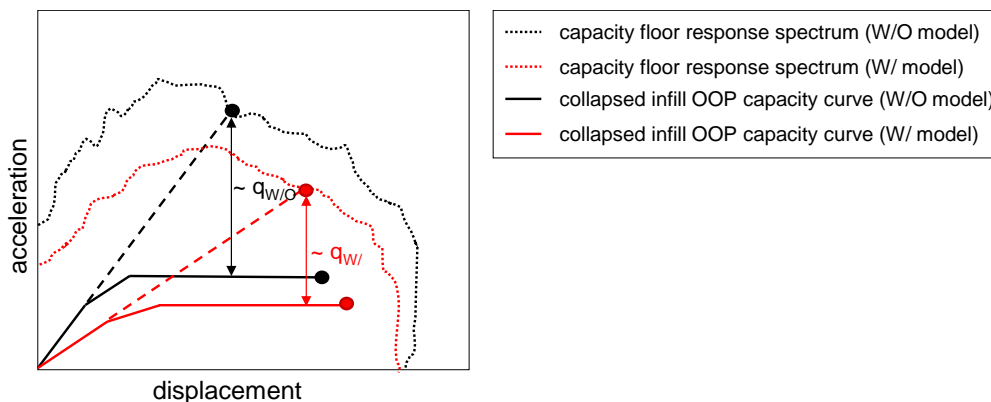 capacity floor response spectrum (W/O model)
capacity floor response spectrum (W/ model)
collapsed infill OOP capacity curve (W/O model)
collapsed infill OOP capacity curve (W/ model)
acceleration
~ qW/O
~ qW/
displacement